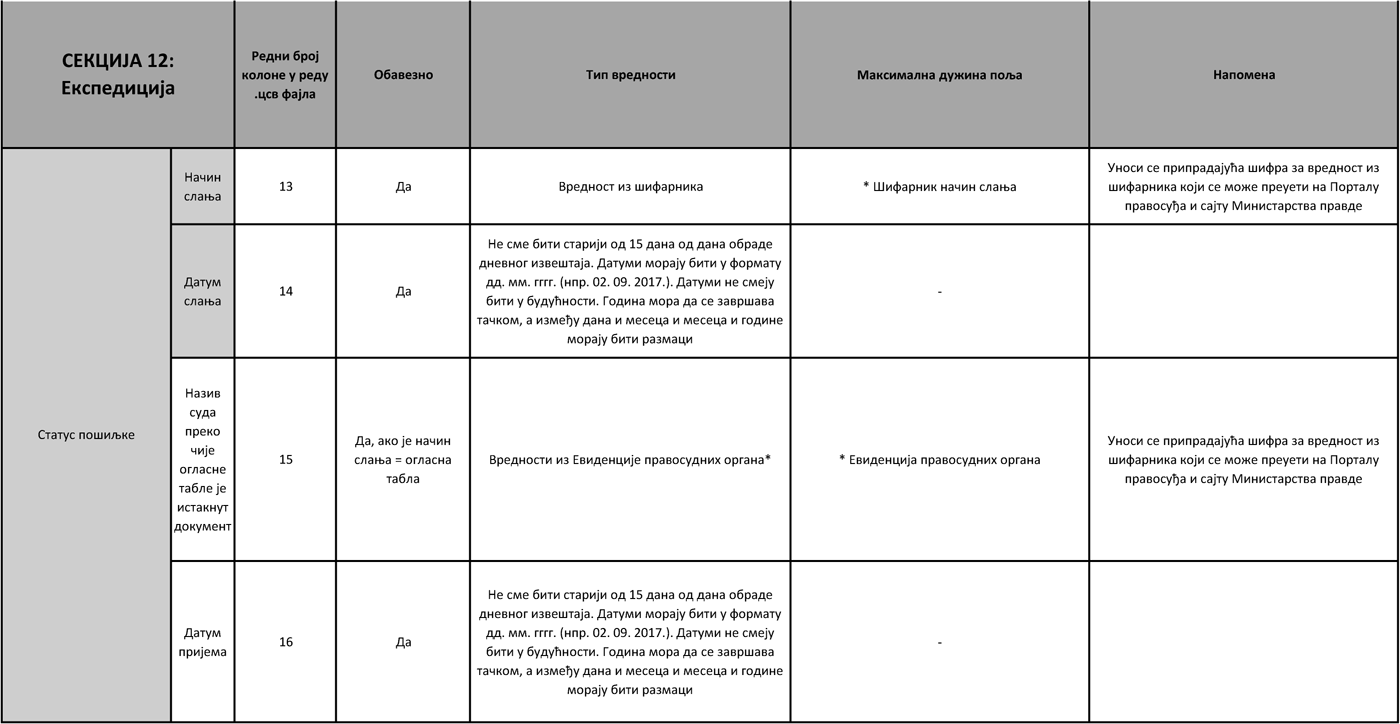 СЕКЦИЈА 12:
Експедиција
Редни број
колоне у реду
.цсв фајла
Обавезно
Тип вредности
Максимална дужина поља
Напомена
Статус пошиљке
Начин
слања
13
Да
Вредност из шифарника
* Шифарник начин слања
Уноси се припрадајућа шифра за вредност из
шифарника који се може преуети на Порталу
правосуђа и сајту Министарства правде
Датум
слања
14
Да
Не сме бити старији од 15 дана од дана обраде
дневног извештаја. Датуми морају бити у формату
дд. мм. гггг. (нпр. 02. 09. 2017.). Датуми не смеју
бити у будућности. Година мора да се завршава
тачком, а између дана и месеца и месеца и године
морају бити размаци
-
Назив
суда
преко
чије
огласне
табле је
истакнут
документ
15
Да, ако је начин
слања = огласна
табла
Вредности из Евиденције правосудних органа*
* Евиденција правосудних органа
Уноси се припрадајућа шифра за вредност из
шифарника који се може преуети на Порталу
правосуђа и сајту Министарства правде
Датум
пријема
16
Да
Не сме бити старији од 15 дана од дана обраде
дневног извештаја. Датуми морају бити у формату
дд. мм. гггг. (нпр. 02. 09. 2017.). Датуми не смеју
бити у будућности. Година мора да се завршава
тачком, а између дана и месеца и месеца и године
морају бити размаци
-